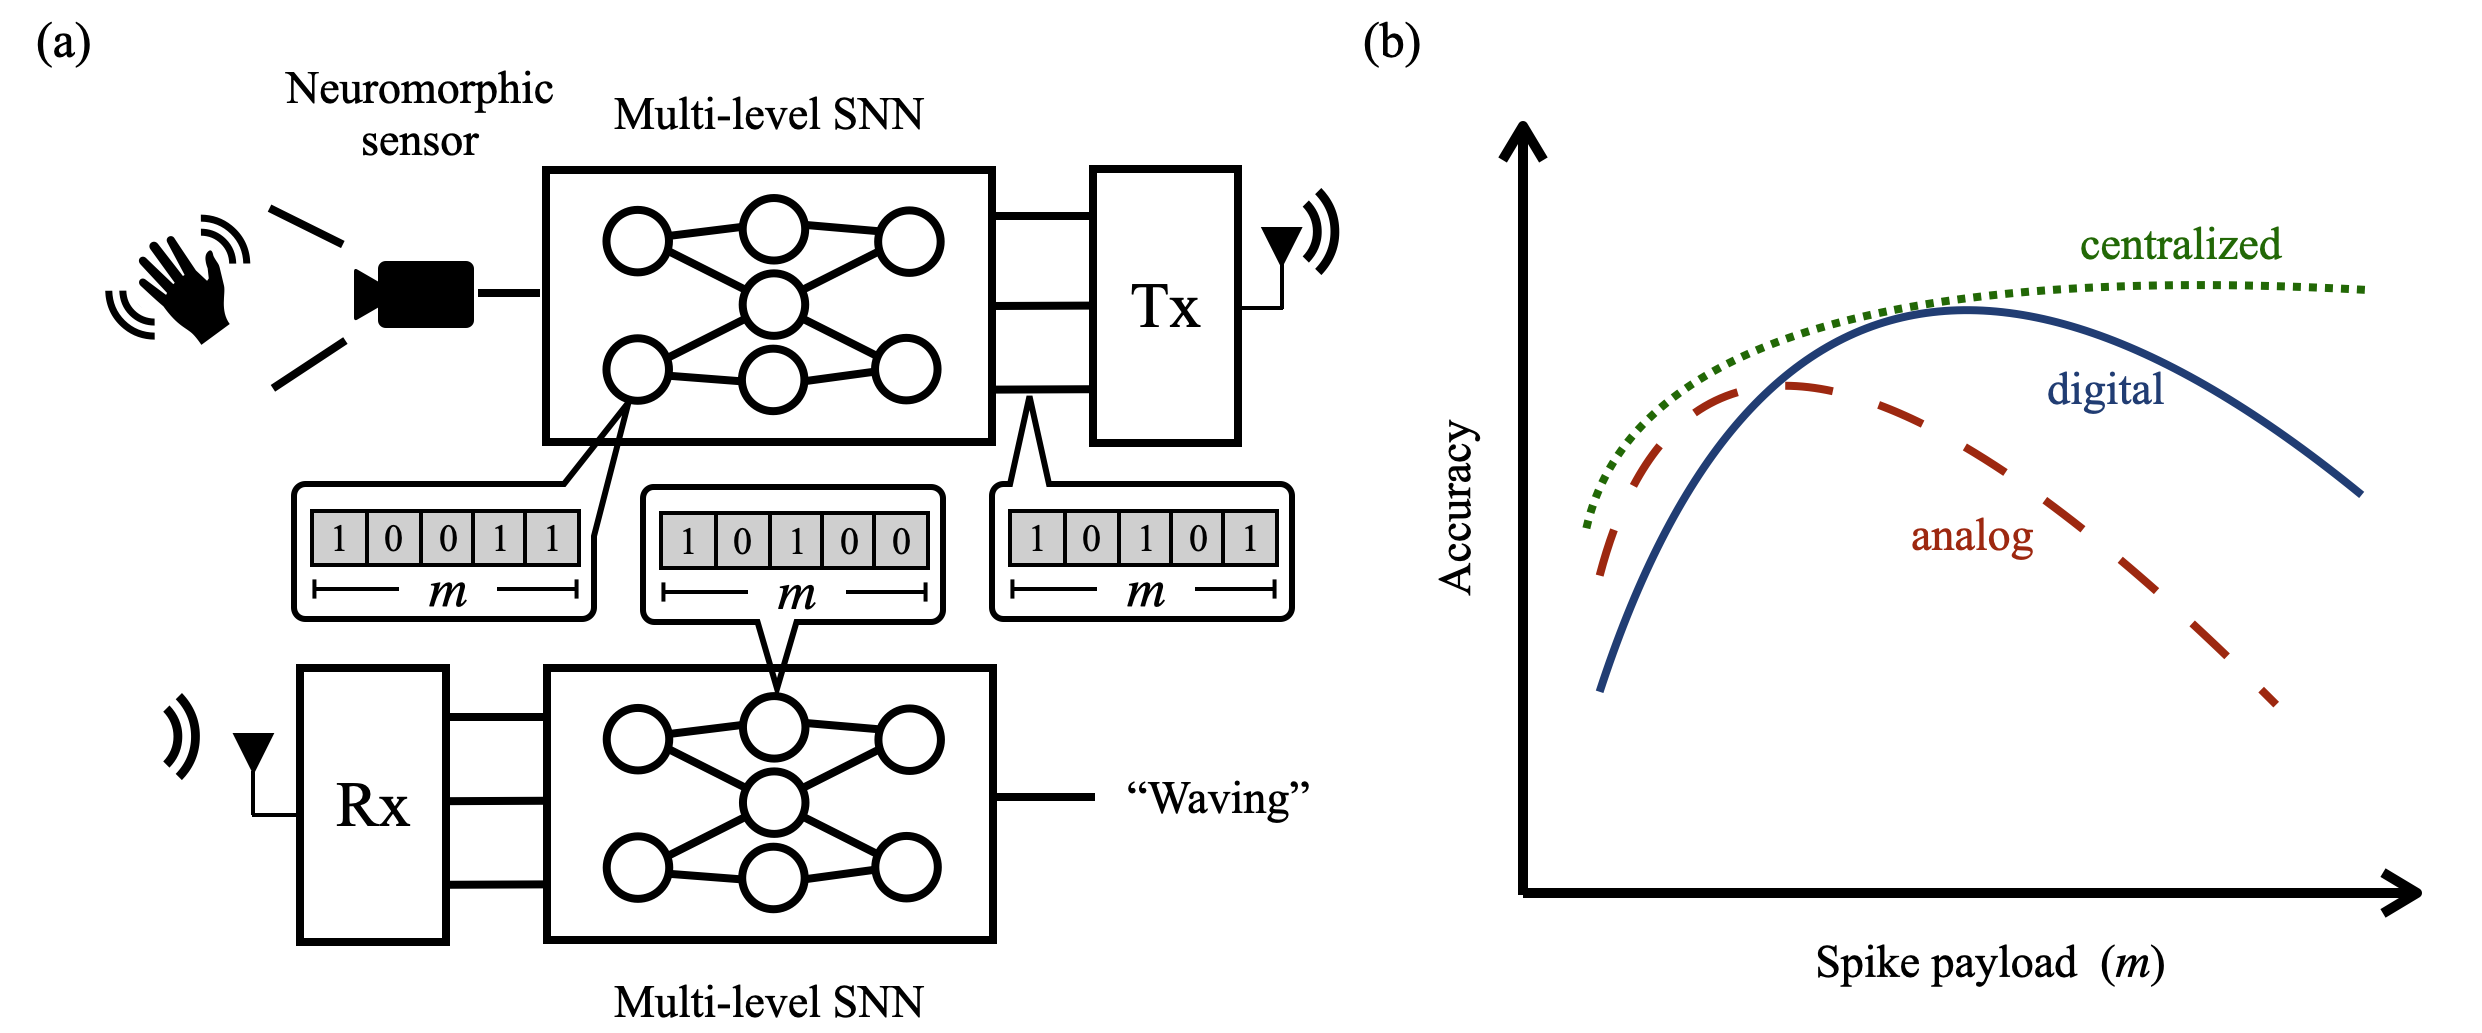 (a)
Neuromorphic
sensor
Multi-level SNN
Tx
1 0 0 1 1
m
1 0 1 0 0
m
1 0 1 0 1
m
Rx
“Waving”
Multi-level SNN
(b)
Accuracy
centralized
digital
analog
Spike payload (m)